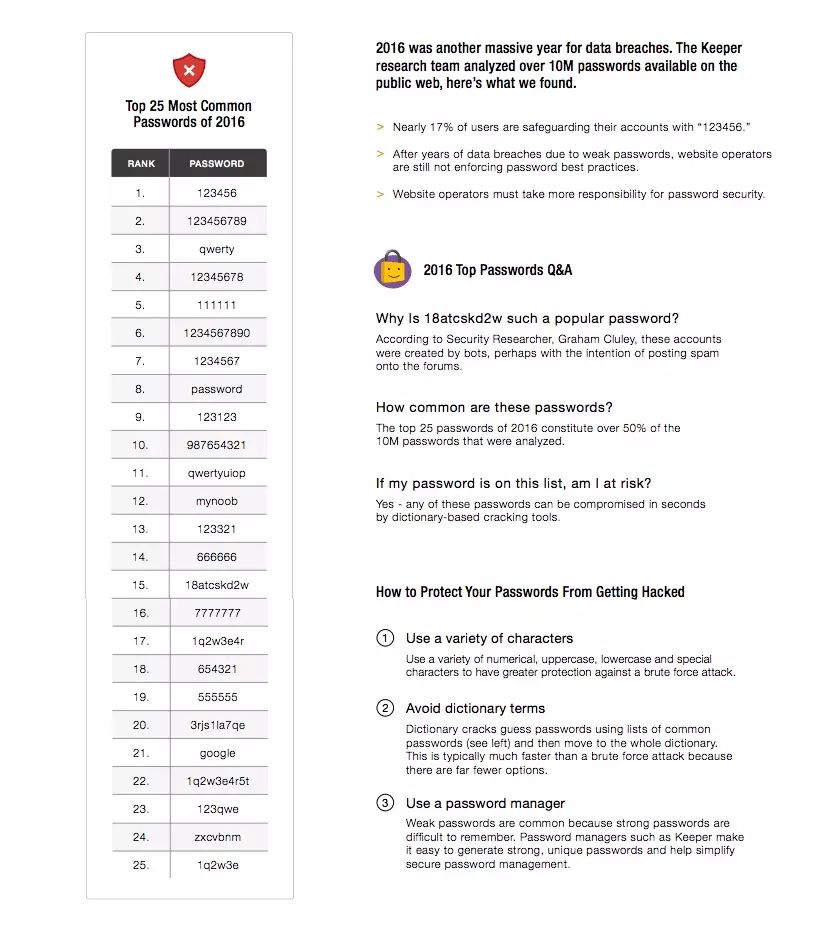 Top 25 Most Common
Passwords of 2016
RANK PASSWORD
1. 123456
2. 123456789
3. qwerty
4. 12345678
5. 111111
6. 1234567890
7. 1234567
8. password
9. 123123
10. 987654321
11. qwertyuiop
12. mynoob
13. 123321
14. 666666
15. 18atcskd2w
16. 7777777
17. 1q2w3e4r
18. 654321
19. 555555
20. 3rjs1la7qe
21. google
22. 1q2w3e4r5t
23. 123qwe
24. zxcvbnm
25. 1q2w3e
2016 was another massive year for data breaches. The Keeper
research team analyzed over 10M passwords available on the
public web, here's what we found.
> Nearly 17% of users are safeguarding their accounts with “123456.”
> After years of data breaches due to weak passwords, website operators
are still not enforcing password best practices.
> Website operators must take more responsibility for password security.
2016 Top Passwords Q&A
Why Is 18atcskd2w such a popular password?
According to Security Researcher, Graham Cluley, these accounts
were created by bots, perhaps with the intention of posting spam
onto the forums.
How common are these passwords?
The top 25 passwords of 2016 constitute over 50% of the
10M passwords that were analyzed.
If my password is on this list, am I at risk?
Yes - any of these passwords can be compromised in seconds
by dictionary-based cracking tools.
How to Protect Your Passwords From Getting Hacked
1 Use a variety of characters
Use a variety of numerical, uppercase, lowercase and special
characters to have greater protection against a brute force attack.
2 Avoid dictionary terms
Dictionary cracks guess passwords using lists of common
passwords (see left) and then move to the whole dictionary.
This is typically much faster than a brute force attack because
there are far fewer options.
3 Use a password manager
Weak passwords are common because strong passwords are
difficult to remember. Password managers such as Keeper make
it easy to generate strong, unique passwords and help simplify
secure password management.